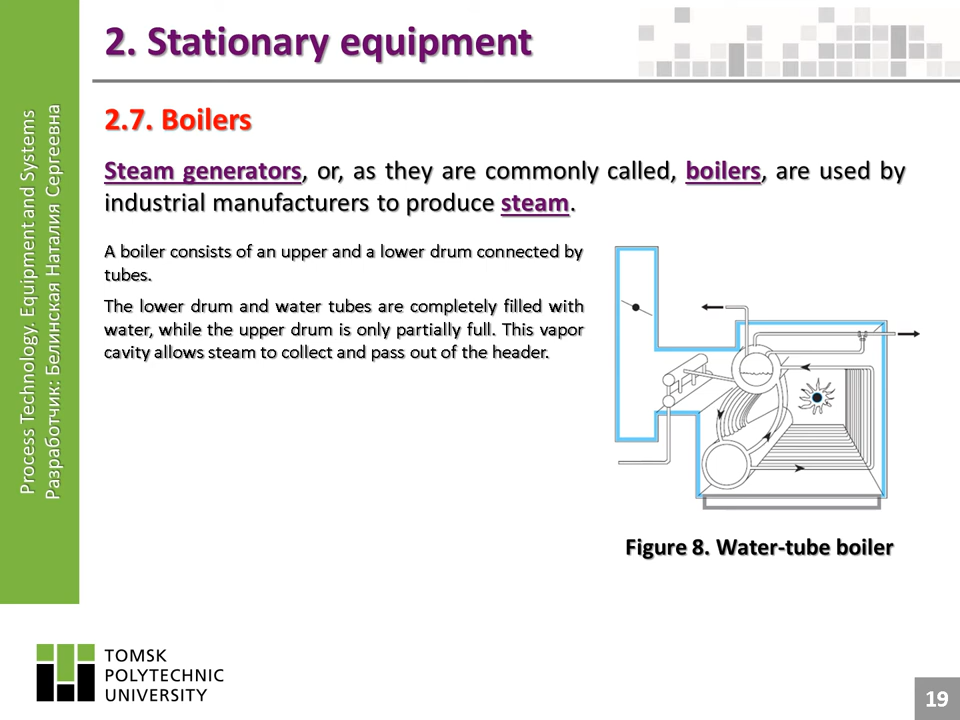 2. Stationary equipment
Process Technology. Equipment and Systems
Разработчик: Белинская Наталия Сергеевна
2.7. Boilers
Steam generators, or, as they are commonly called, boilers, are used by
industrial manufacturers to produce steam.
A boiler consists of an upper and a lower drum connected by
tubes.
The lower drum and water tubes are completely filled with
water, while the upper drum is only partially full. This vapor
cavity allows steam to collect and pass out of the header.
Figure 8. Water-tube boiler
TOMSK
POLYTECHNIC
UNIVERSITY
19